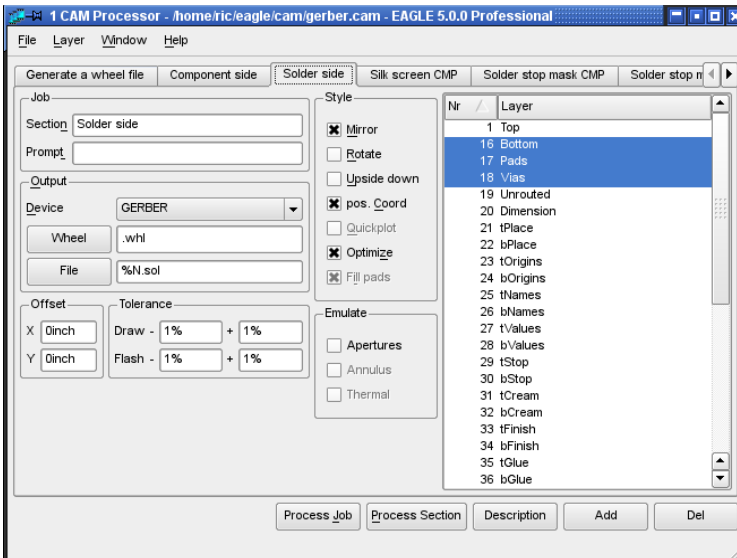 1 CAM Processor - /home/ric/eagle/cam/gerber.cam - EAGLE 5.0.0 Professional
File Layer Window Help
Generate a wheel file Component side Solder side Silk screen CMP Solder stop mask CMP Solder stop m
Job
Section Solder side
Prompt
Output
Device GERBER
Wheel .whl
File %N.sol
Offset
X 0inch
Y 0inch
Tolerance
Draw - 1% + 1%
Flash - 1% + 1%
Style
Mirror
Rotate
Upside down
pos. Coord
Quickplot
Optimize
Fill pads
Emulate
Apertures
Annulus
Thermal
Nr Layer
1 Top
16 Bottom
17 Pads
18 Vias
19 Unrouted
20 Dimension
21 tPlace
22 bPlace
23 tOrigins
24 bOrigins
25 tNames
26 bNames
27 tValues
28 bValues
29 tStop
30 bStop
31 tCream
32 bCream
33 tFinish
34 bFinish
35 tGlue
36 bGlue
Process Job Process Section Description Add Del